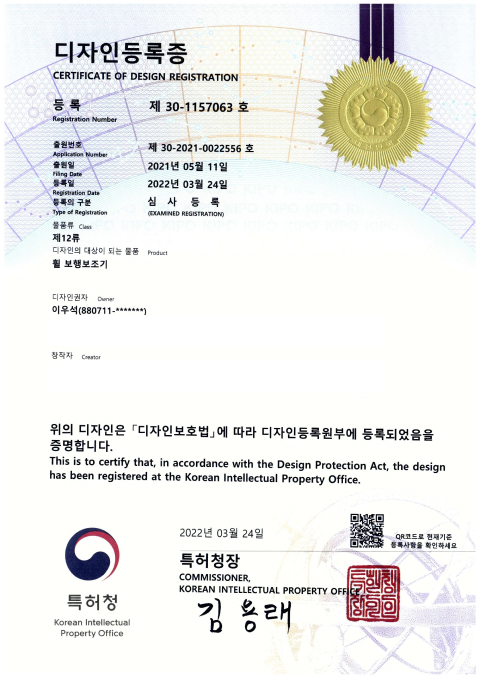 디자인등록증
CERTIFICATE OF DESIGN REGISTRATION
등 록 제 30-1157063 호
Registration Number
출원번호 제 30-2021-0022556 호
Application Number
출원일 2021년 05월 11일
Filing Date
등록일 2022년 03월 24일
Registration Date
등록의 구분 심 사 등 록
Type of Registration (EXAMINED REGISTRATION)
물품류 Class
제12류
디자인의 대상이 되는 물품 Product
휠 보행보조기
디자인권자 Owner
이우석(880711-*******)
창작자 Creator
위의 디자인은 「디자인보호법」에 따라 디자인등록원부에 등록되었음을
증명합니다.
This is to certify that, in accordance with the Design Protection Act, the design
has been registered at the Korean Intellectual Property Office.
2022년 03월 24일
QR코드로 현재기준
등록사항을 확인하세요
특허청장
COMMISSIONER,
KOREAN INTELLECTUAL PROPERTY OFFICE
김용래
특허청
Korean Intellectual
Property Office